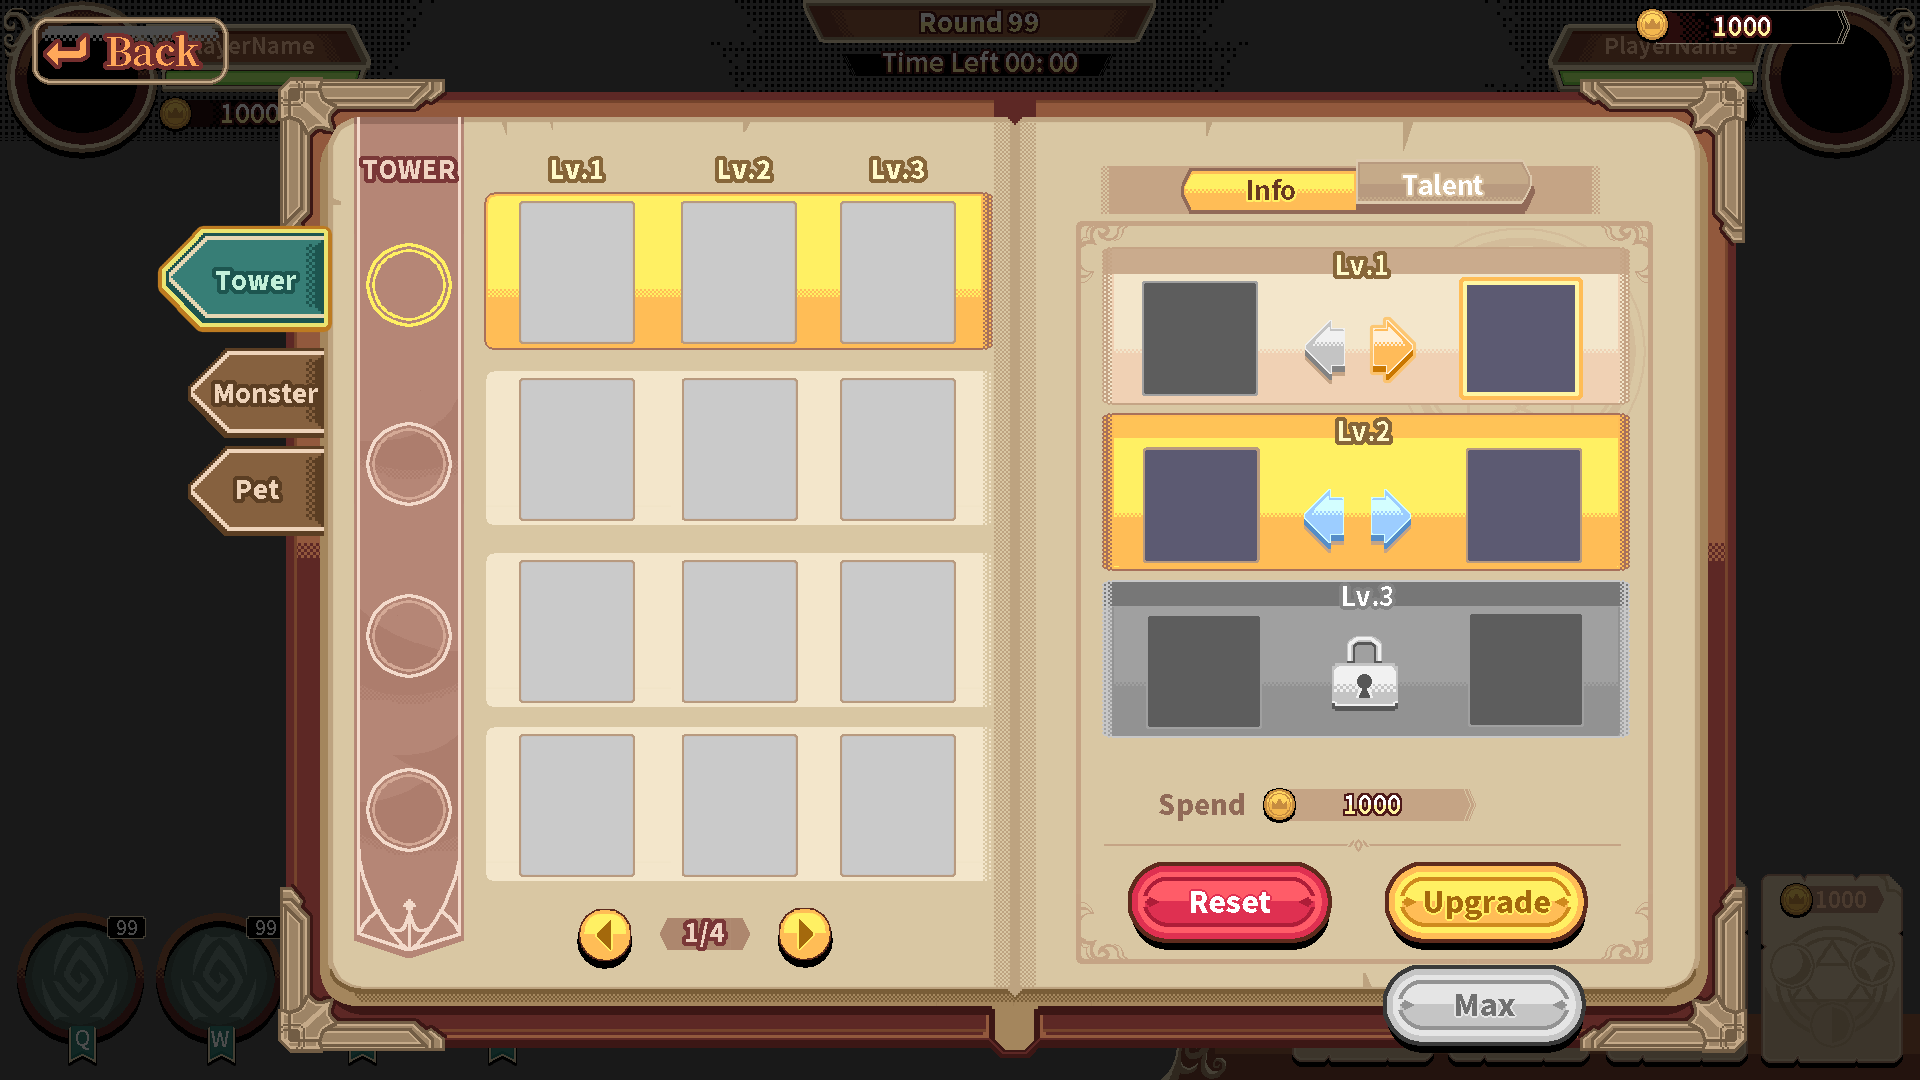 Round 99
Time Left 00: 00
Back
PlayerName
1000
PlayerName
1000
TOWER
Lv.1
Lv.2
Lv.3
Tower
Monster
Pet
1/4
Info
Talent
Lv.1
Lv.2
Lv.3
Spend
1000
Reset
Upgrade
Max
99
99
Q
W
1000